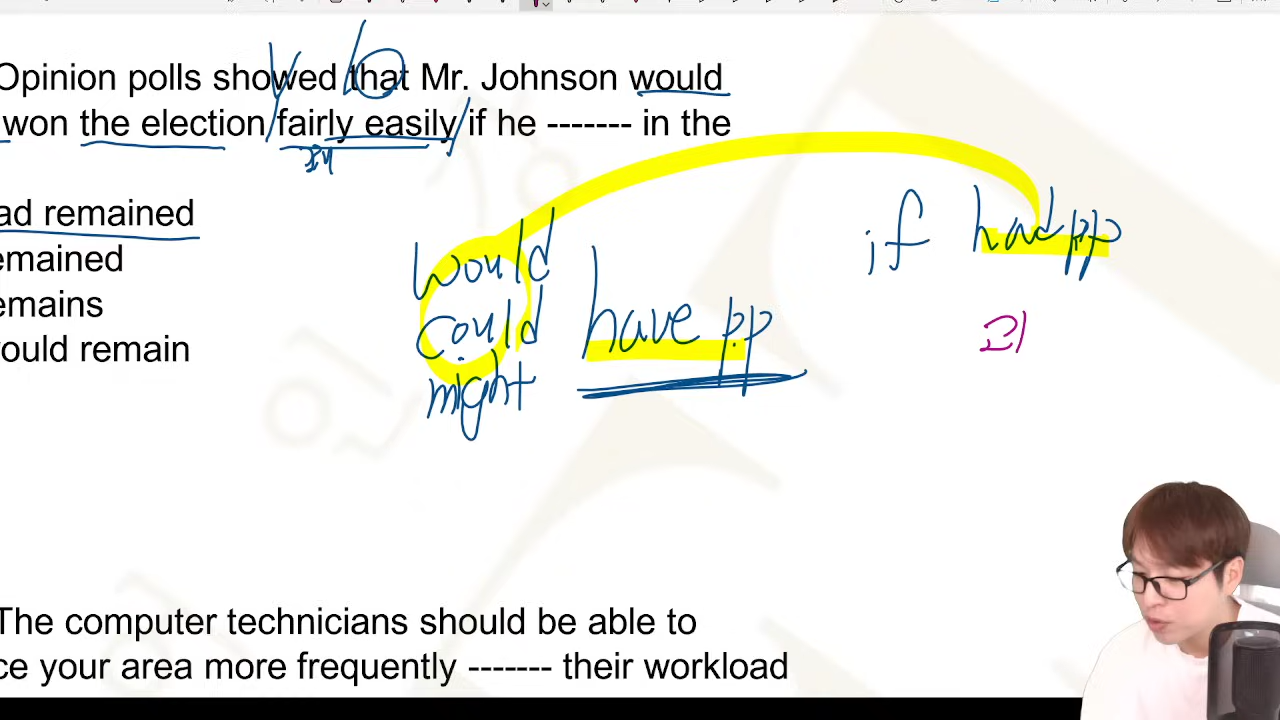 Opinion polls showed that Mr. Johnson would
won the election fairly easily if he ------- in the
ad remained
emained
emains
ould remain
would
could
might
have p.p
if had pp
The computer technicians should be able to
ce your area more frequently ------- their workload